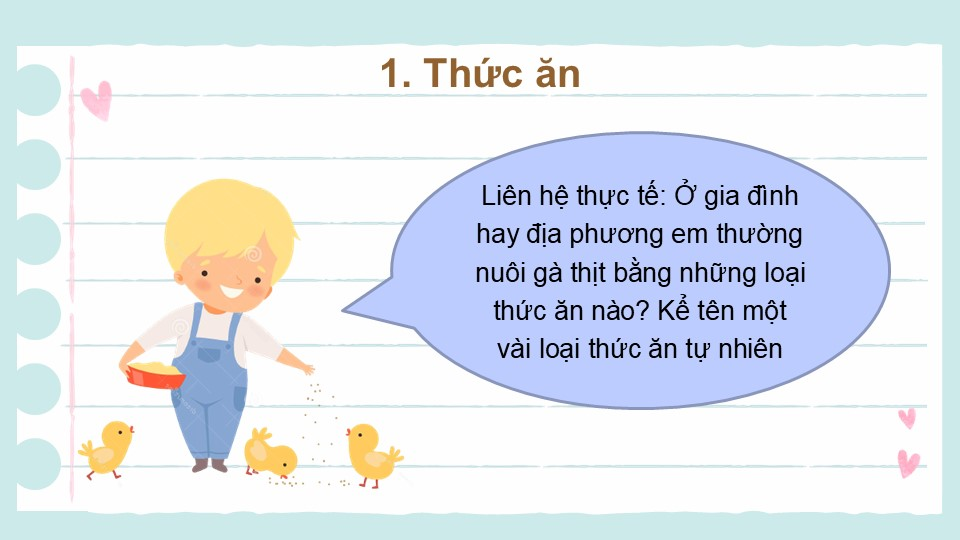 1. Thức ăn
Liên hệ thực tế: Ở gia đình
hay địa phương em thường
nuôi gà thịt bằng những loại
thức ăn nào? Kể tên một
vài loại thức ăn tự nhiên